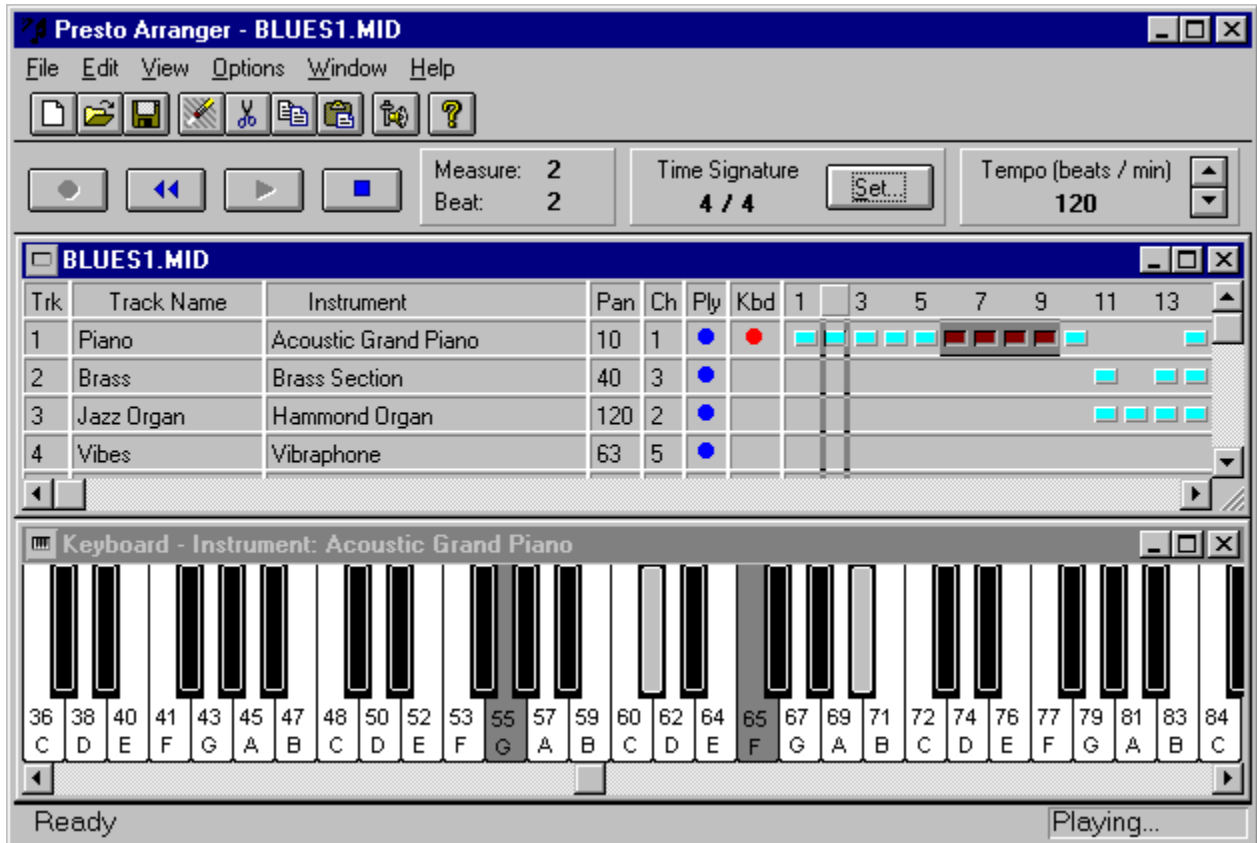 Presto Arranger - BLUES1.MID
File Edit View Options Window Help
Measure: 2
Beat: 2
Time Signature
4 / 4
Set...
Tempo (beats / min)
120
BLUES1.MID
Trk Track Name Instrument Pan Ch Ply Kbd 1 3 5 7 9 11 13
1 Piano Acoustic Grand Piano 10 1
2 Brass Brass Section 40 3
3 Jazz Organ Hammond Organ 120 2
4 Vibes Vibraphone 63 5
Keyboard - Instrument: Acoustic Grand Piano
36 38 40 41 43 45 47 48 50 52 53 55 57 59 60 62 64 65 67 69 71 72 74 76 77 79 81 83 84
C D E F G A B C D E F G A B C D E F G A B C D E F G A B C
Ready Playing...